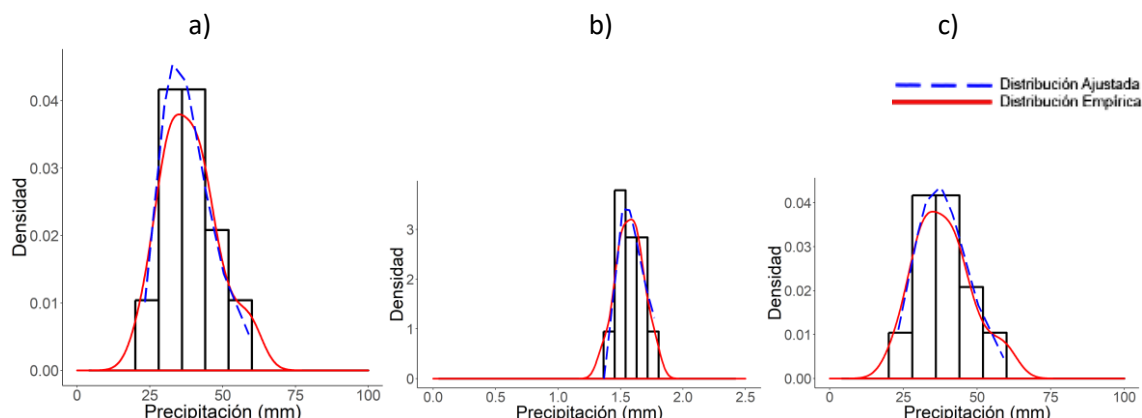 a)
b)
c)
Distribución Ajustada
Distribución Empírica
Densidad
0.04
0.03
0.02
0.01
0.00
0
25
50
75
100
Precipitación (mm)
Densidad
3
2
1
0
0.0
0.5
1.0
1.5
2.0
2.5
Precipitación (mm)
Densidad
0.04
0.03
0.02
0.01
0.00
0
25
50
75
100
Precipitación (mm)